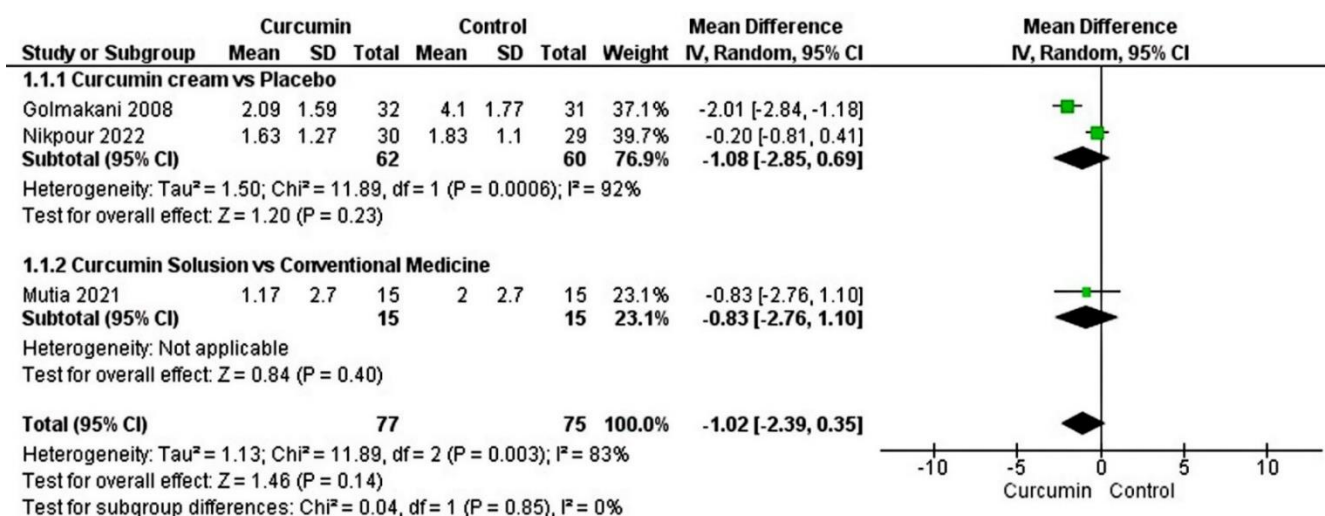 Curcumin Control Mean Difference Mean Difference
Study or Subgroup Mean SD Total Mean SD Total Weight IV, Random, 95% CI IV, Random, 95% CI
1.1.1 Curcumin cream vs Placebo
Golmakani 2008 2.09 1.59 32 4.1 1.77 31 37.1% -2.01 [-2.84, -1.18]
Nikpour 2022 1.63 1.27 30 1.83 1.1 29 39.7% -0.20 [-0.81, 0.41]
Subtotal (95% CI) 62 60 76.9% -1.08 [-2.85, 0.69]
Heterogeneity: Tau² = 1.50; Chi² = 11.89, df = 1 (P = 0.0006); I² = 92%
Test for overall effect: Z = 1.20 (P = 0.23)
1.1.2 Curcumin Solusion vs Conventional Medicine
Mutia 2021 1.17 2.7 15 2 2.7 15 23.1% -0.83 [-2.76, 1.10]
Subtotal (95% CI) 15 15 23.1% -0.83 [-2.76, 1.10]
Heterogeneity: Not applicable
Test for overall effect: Z = 0.84 (P = 0.40)
Total (95% CI) 77 75 100.0% -1.02 [-2.39, 0.35]
Heterogeneity: Tau² = 1.13; Chi² = 11.89, df = 2 (P = 0.003); I² = 83%
Test for overall effect: Z = 1.46 (P = 0.14)
Test for subgroup differences: Chi² = 0.04, df = 1 (P = 0.85), I² = 0%
-10 -5 0 5 10
Curcumin Control